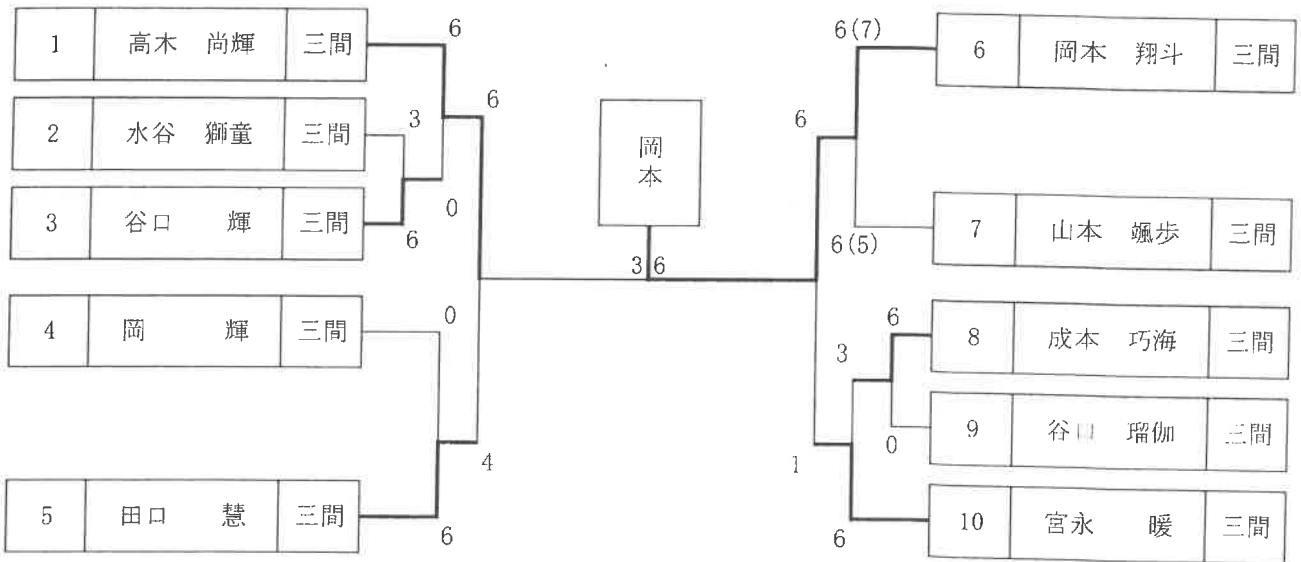 1 高木 尚輝 三間
2 水谷 獅童 三間
3 谷口 輝 三間
4 岡 輝 三間
5 田口 慧 三間
6
3
6
0
6
0
4
6
岡本
3 6
6(7)
6
6(5)
6
3
0
1
6
6 岡本 翔斗 三間
7 山本 颯歩 三間
8 成本 巧海 三間
9 谷口 瑠伽 三間
10 宮永 暖 三間